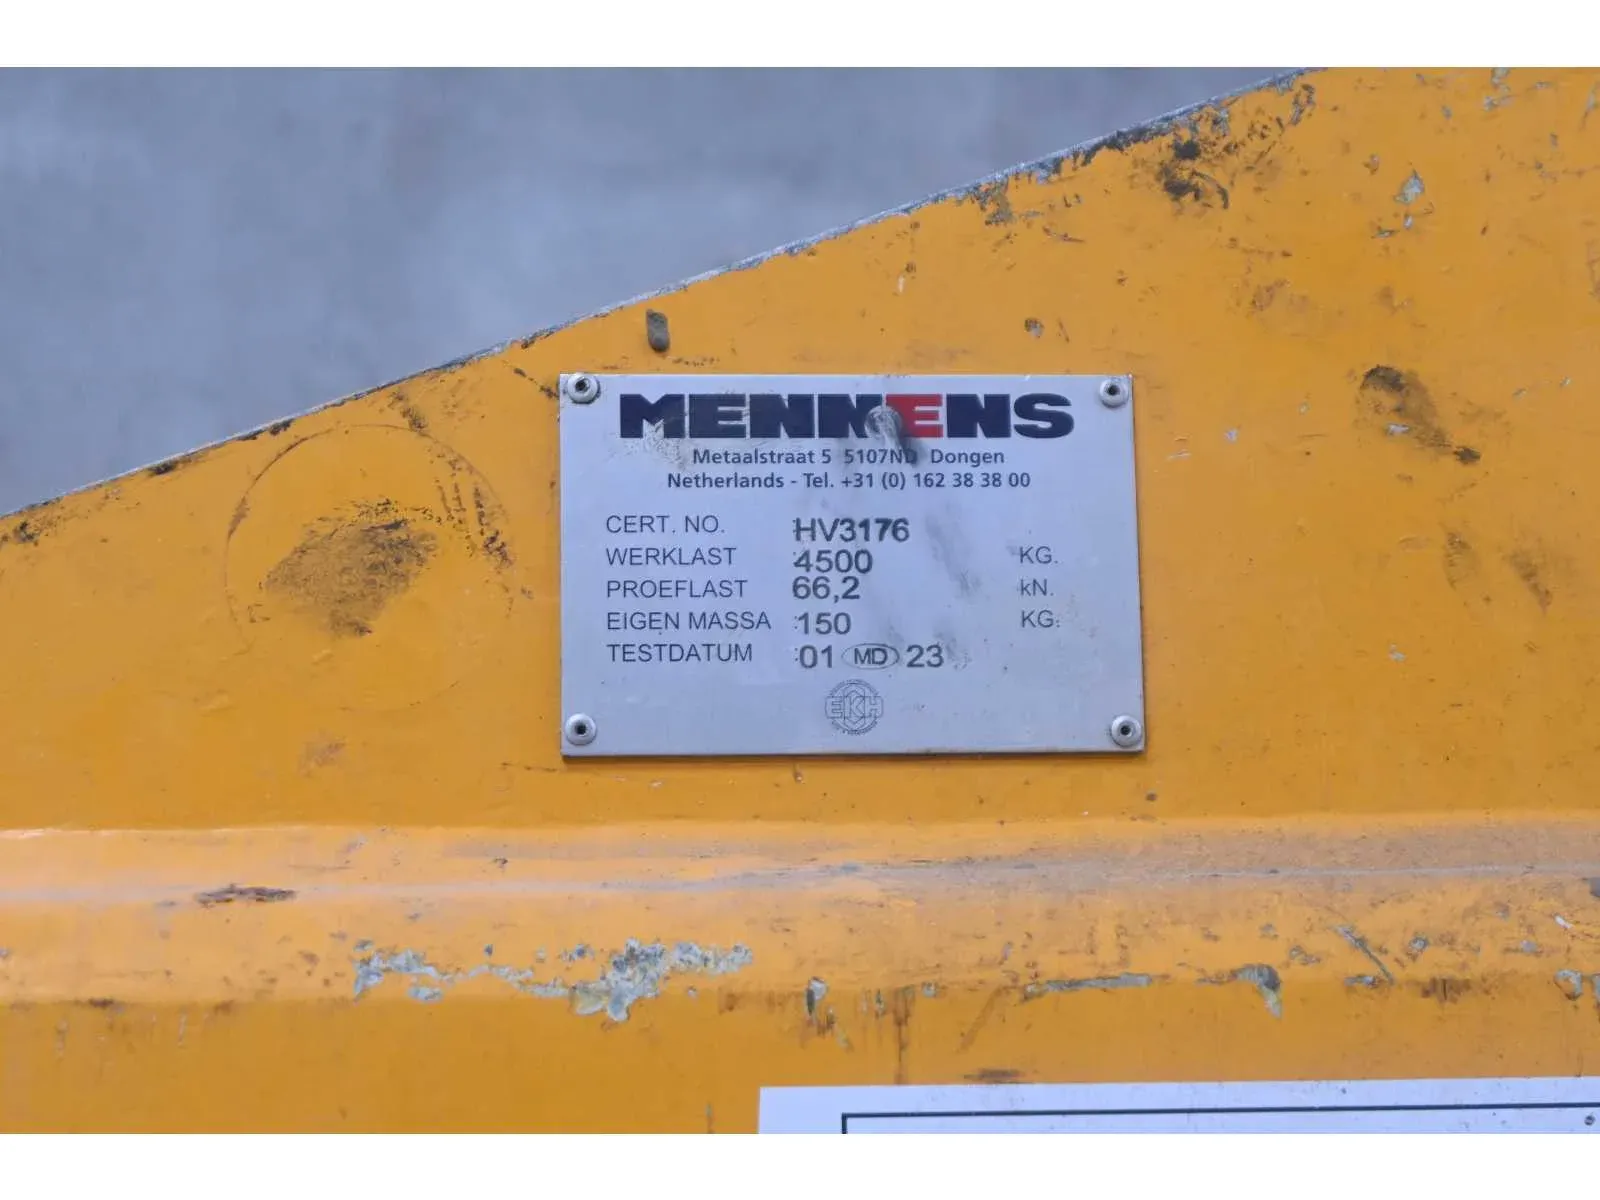 MENNENS
Metaalstraat 5 5107ND Dongen
Netherlands - Tel. +31 (0) 162 38 38 00
CERT. NO. :HV3176
WERKLAST :4500 KG.
PROEFLAST :66,2 kN.
EIGEN MASSA :150 KG.
TESTDATUM :01 MD 23
EKH